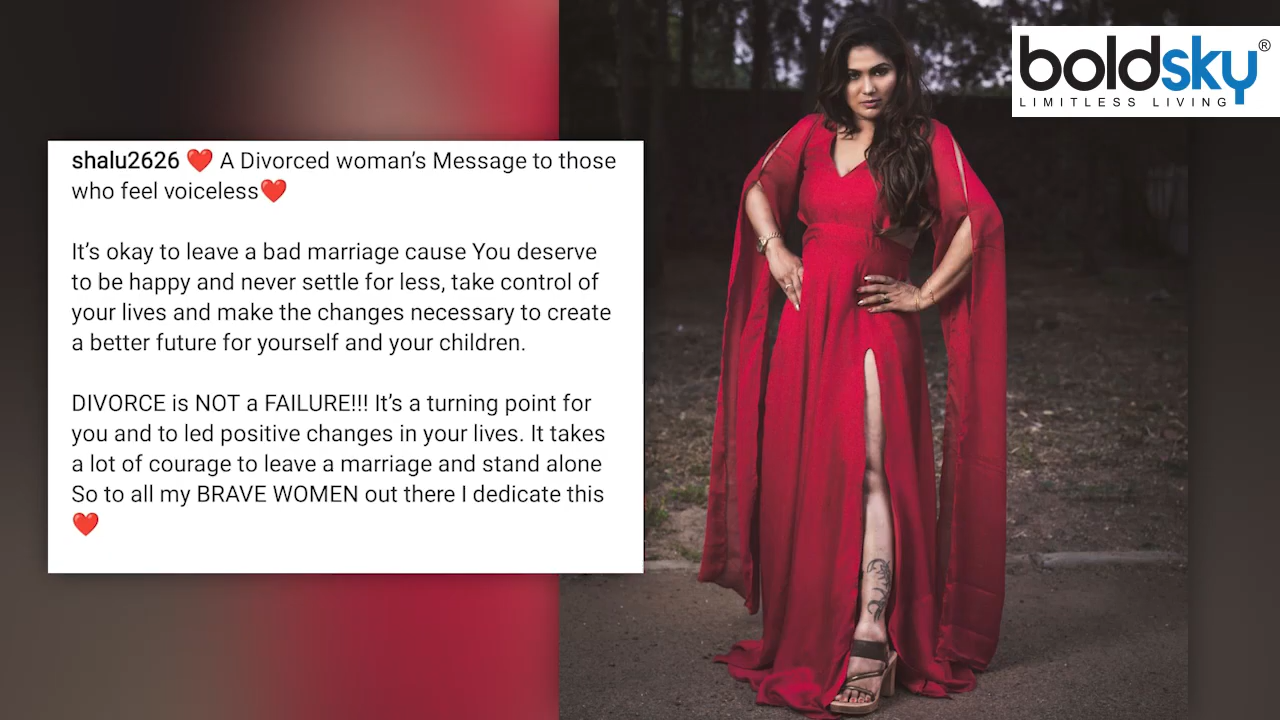 boldsky®
LIMITLESS LIVING
shalu2626 ❤️ A Divorced woman’s Message to those
who feel voiceless❤️
It’s okay to leave a bad marriage cause You deserve
to be happy and never settle for less, take control of
your lives and make the changes necessary to create
a better future for yourself and your children.
DIVORCE is NOT a FAILURE!!! It’s a turning point for
you and to led positive changes in your lives. It takes
a lot of courage to leave a marriage and stand alone
So to all my BRAVE WOMEN out there I dedicate this
❤️